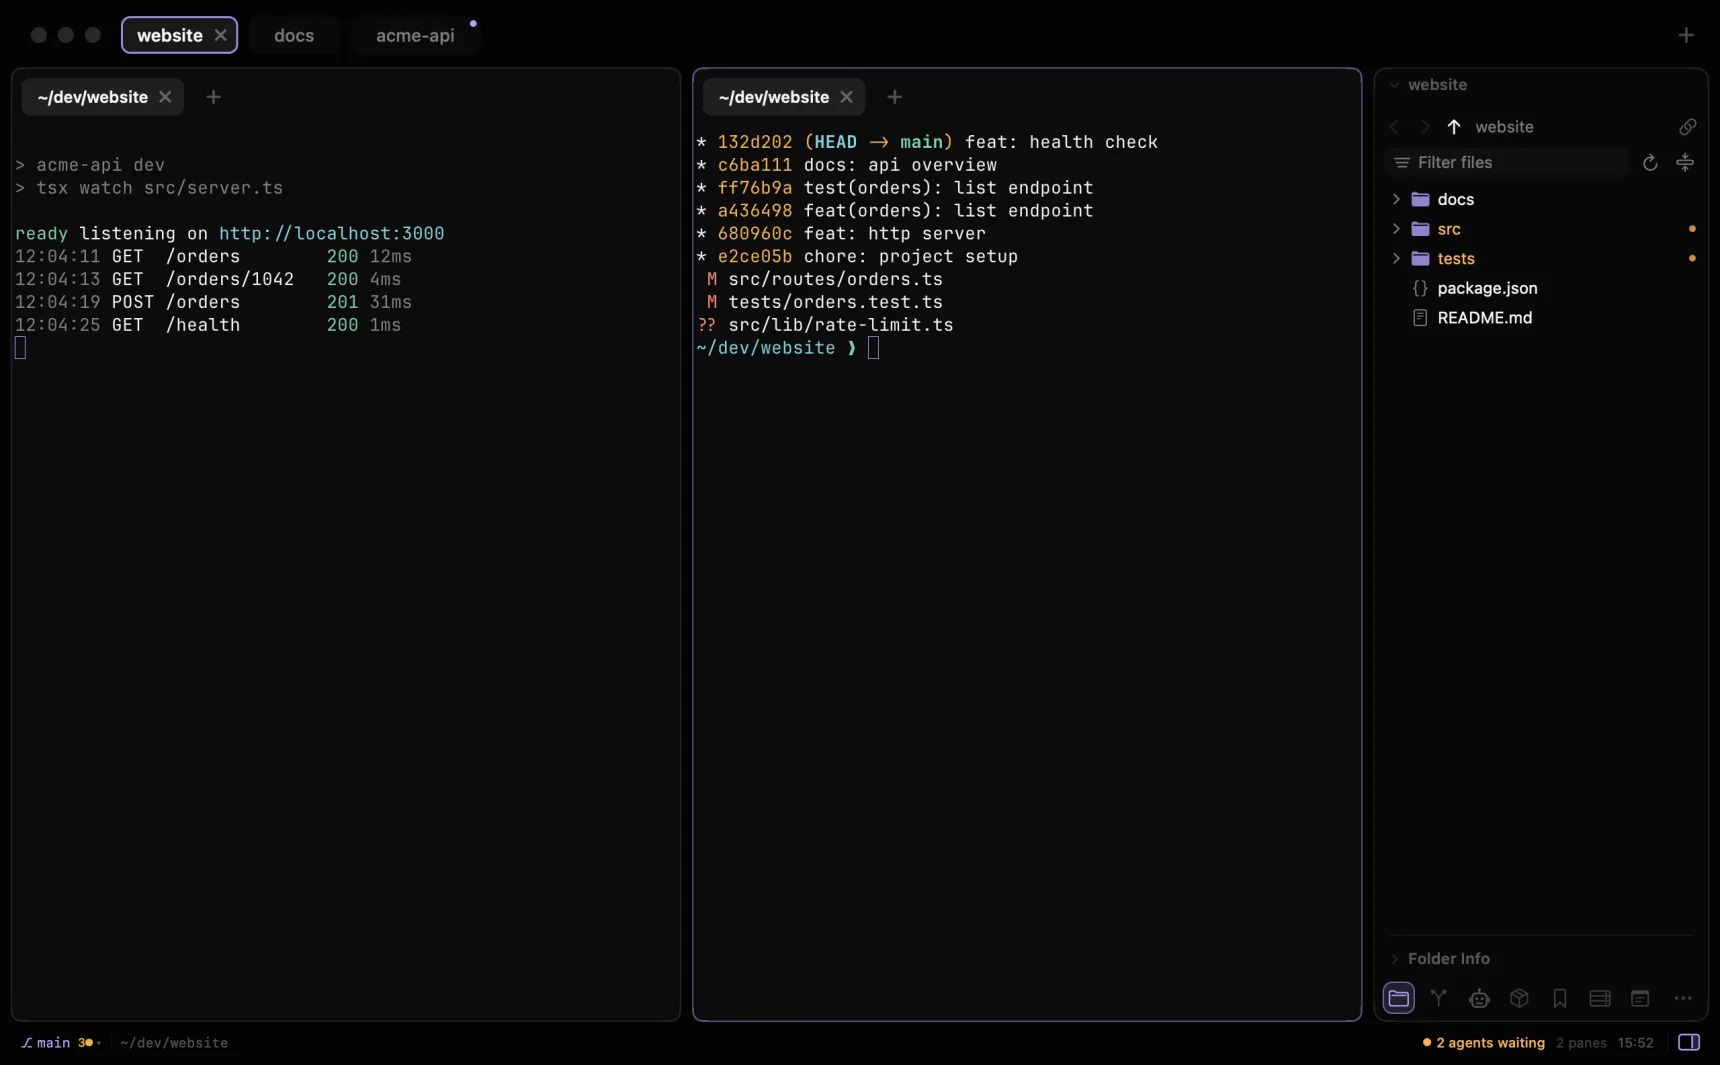 website
docs
acme-api
~/dev/website
> acme-api dev
> tsx watch src/server.ts
ready listening on http://localhost:3000
12:04:11 GET /orders 200 12ms
12:04:13 GET /orders/1042 200 4ms
12:04:19 POST /orders 201 31ms
12:04:25 GET /health 200 1ms
~/dev/website
* 132d202 (HEAD -> main) feat: health check
* c6ba111 docs: api overview
* ff76b9a test(orders): list endpoint
* a436498 feat(orders): list endpoint
* 680960c feat: http server
* e2ce05b chore: project setup
M src/routes/orders.ts
M tests/orders.test.ts
?? src/lib/rate-limit.ts
~/dev/website ❯
website
website
Filter files
docs
src
tests
{} package.json
README.md
Folder Info
main 3
~/dev/website
2 agents waiting
2 panes
15:52